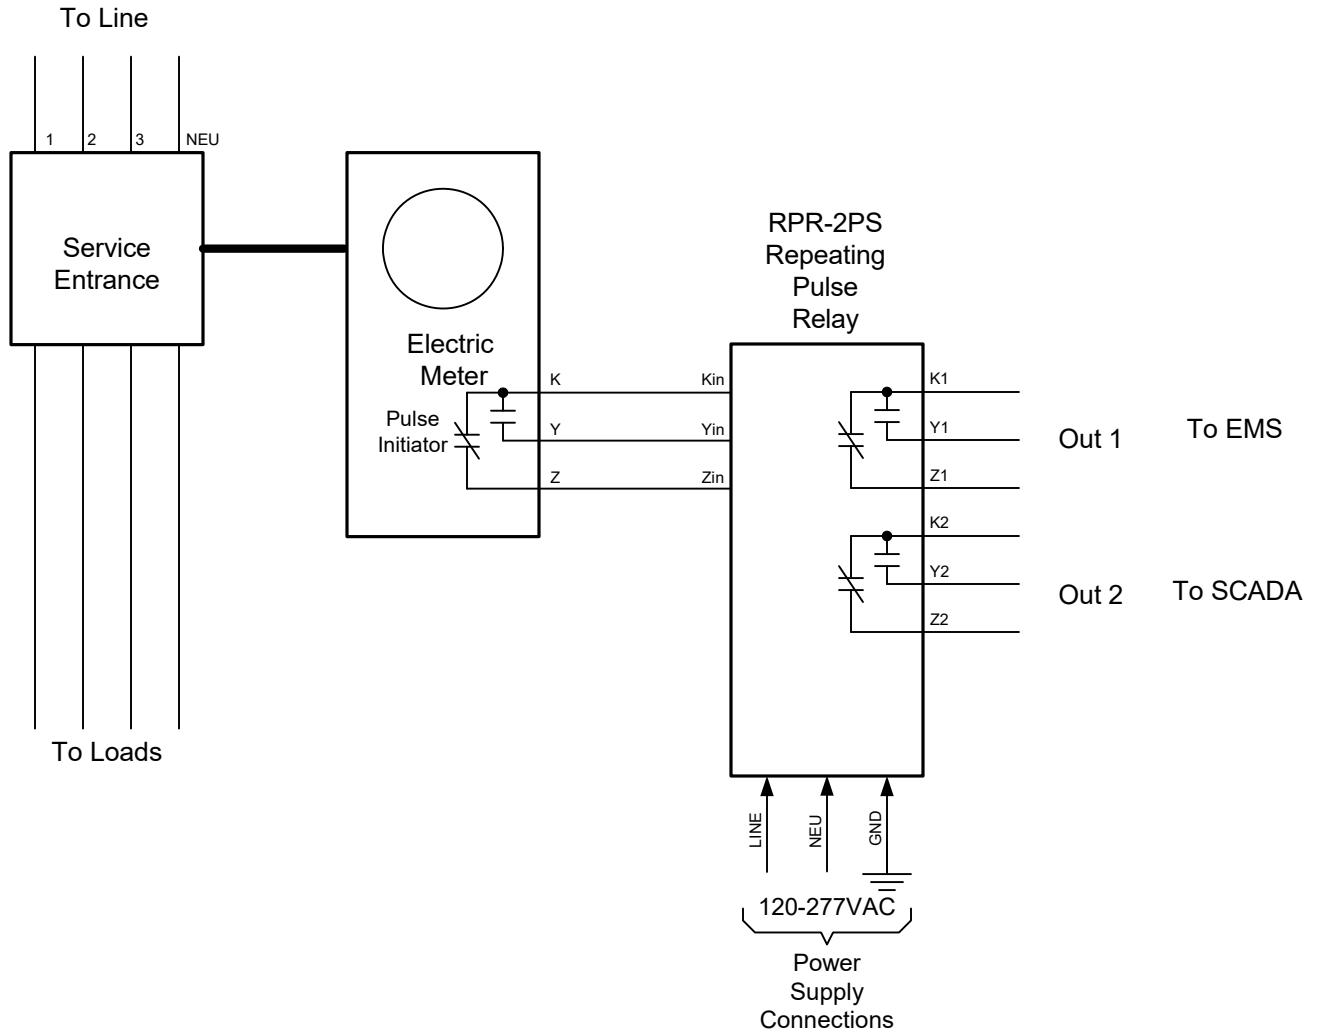 To Line
1 2 3 NEU
Service
Entrance
Electric
Meter
Pulse
Initiator
K
Y
Z
Kin
Yin
Zin
RPR-2PS
Repeating
Pulse
Relay
K1
Y1
Z1
Out 1
To EMS
K2
Y2
Z2
Out 2
To SCADA
To Loads
LINE
NEU
GND
120-277VAC
Power
Supply
Connections